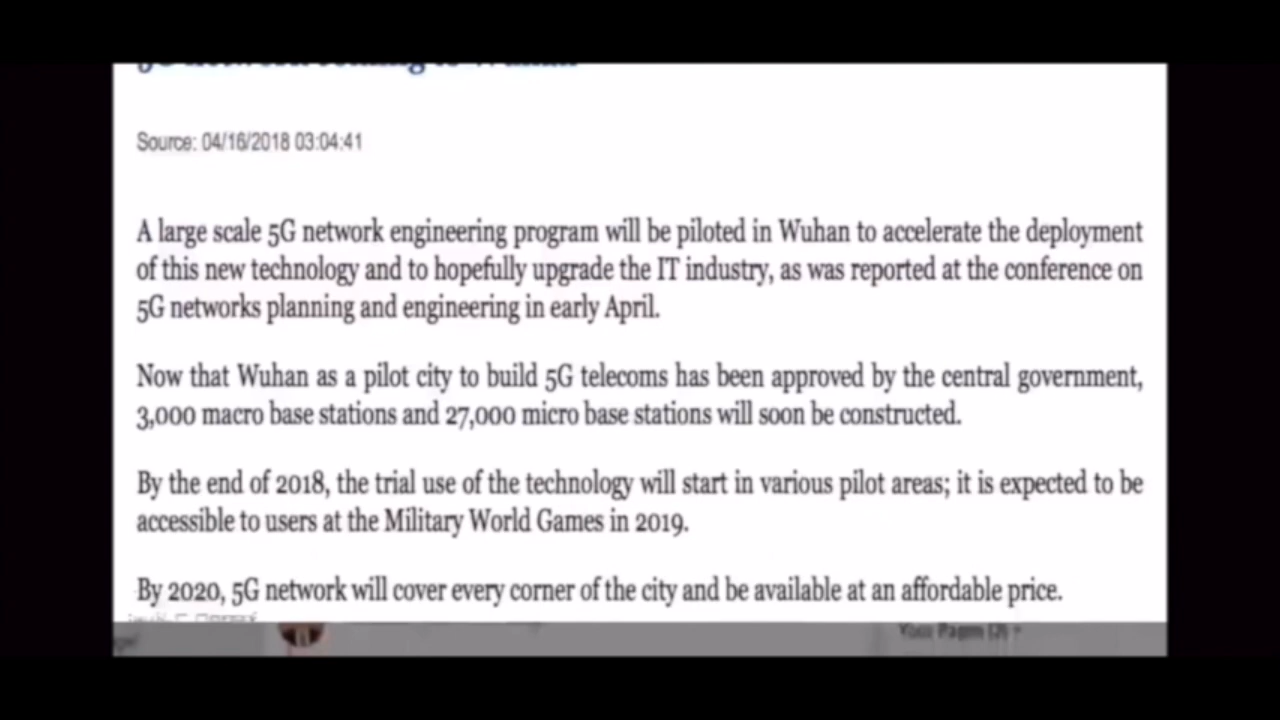 Source: 04/16/2018 03:04:41
A large scale 5G network engineering program will be piloted in Wuhan to accelerate the deployment
of this new technology and to hopefully upgrade the IT industry, as was reported at the conference on
5G networks planning and engineering in early April.
Now that Wuhan as a pilot city to build 5G telecoms has been approved by the central government,
3,000 macro base stations and 27,000 micro base stations will soon be constructed.
By the end of 2018, the trial use of the technology will start in various pilot areas; it is expected to be
accessible to users at the Military World Games in 2019.
By 2020, 5G network will cover every corner of the city and be available at an affordable price.